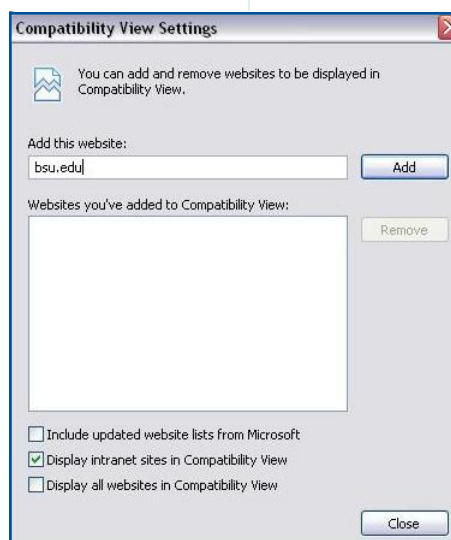 Compatibility View Settings
You can add and remove websites to be displayed in
Compatibility View.
Add this website:
bsu.edu
Add
Websites you've added to Compatibility View:
Remove
Include updated website lists from Microsoft
Display intranet sites in Compatibility View
Display all websites in Compatibility View
Close